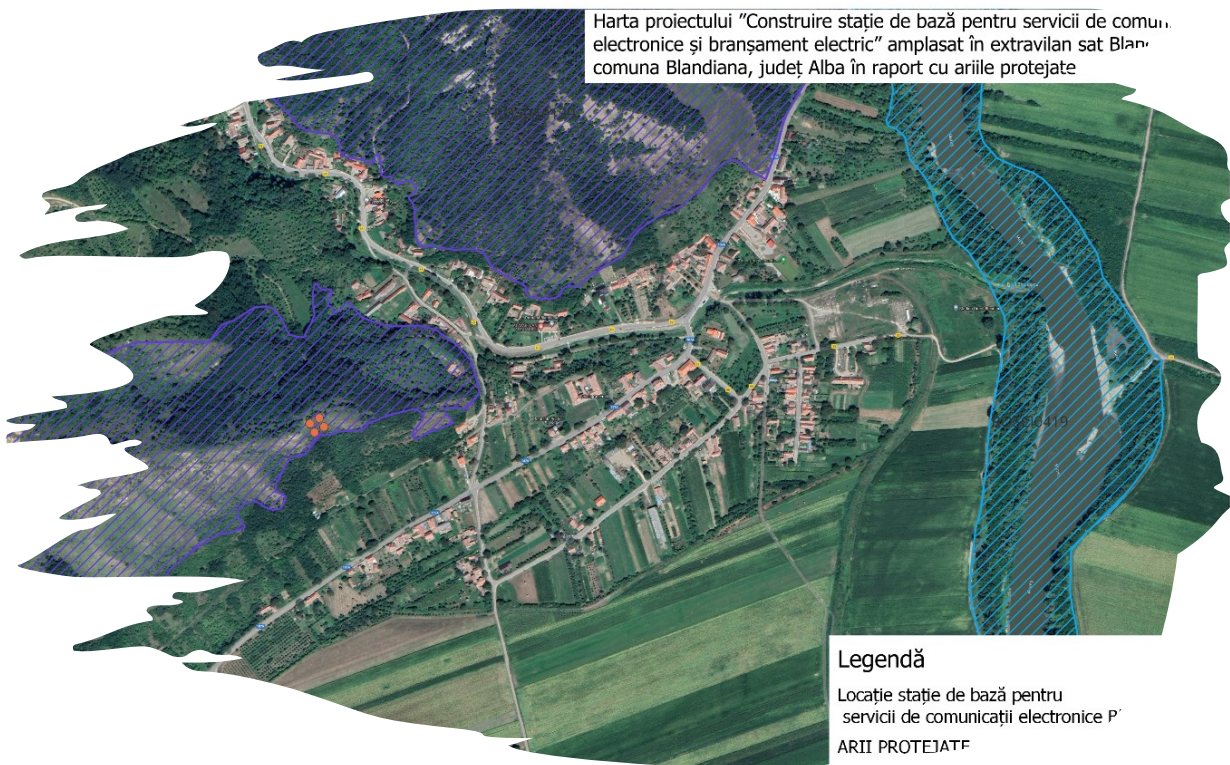 Harta proiectului ”Construire stație de bază pentru servicii de
electronice și branșament electric” amplasat în extravilan sat
comuna Blandiana, județ Alba în raport cu ariile protejate
Legendă
Locație stație de bază pentru
servicii de comunicații electronice
ARII PROTEJATE